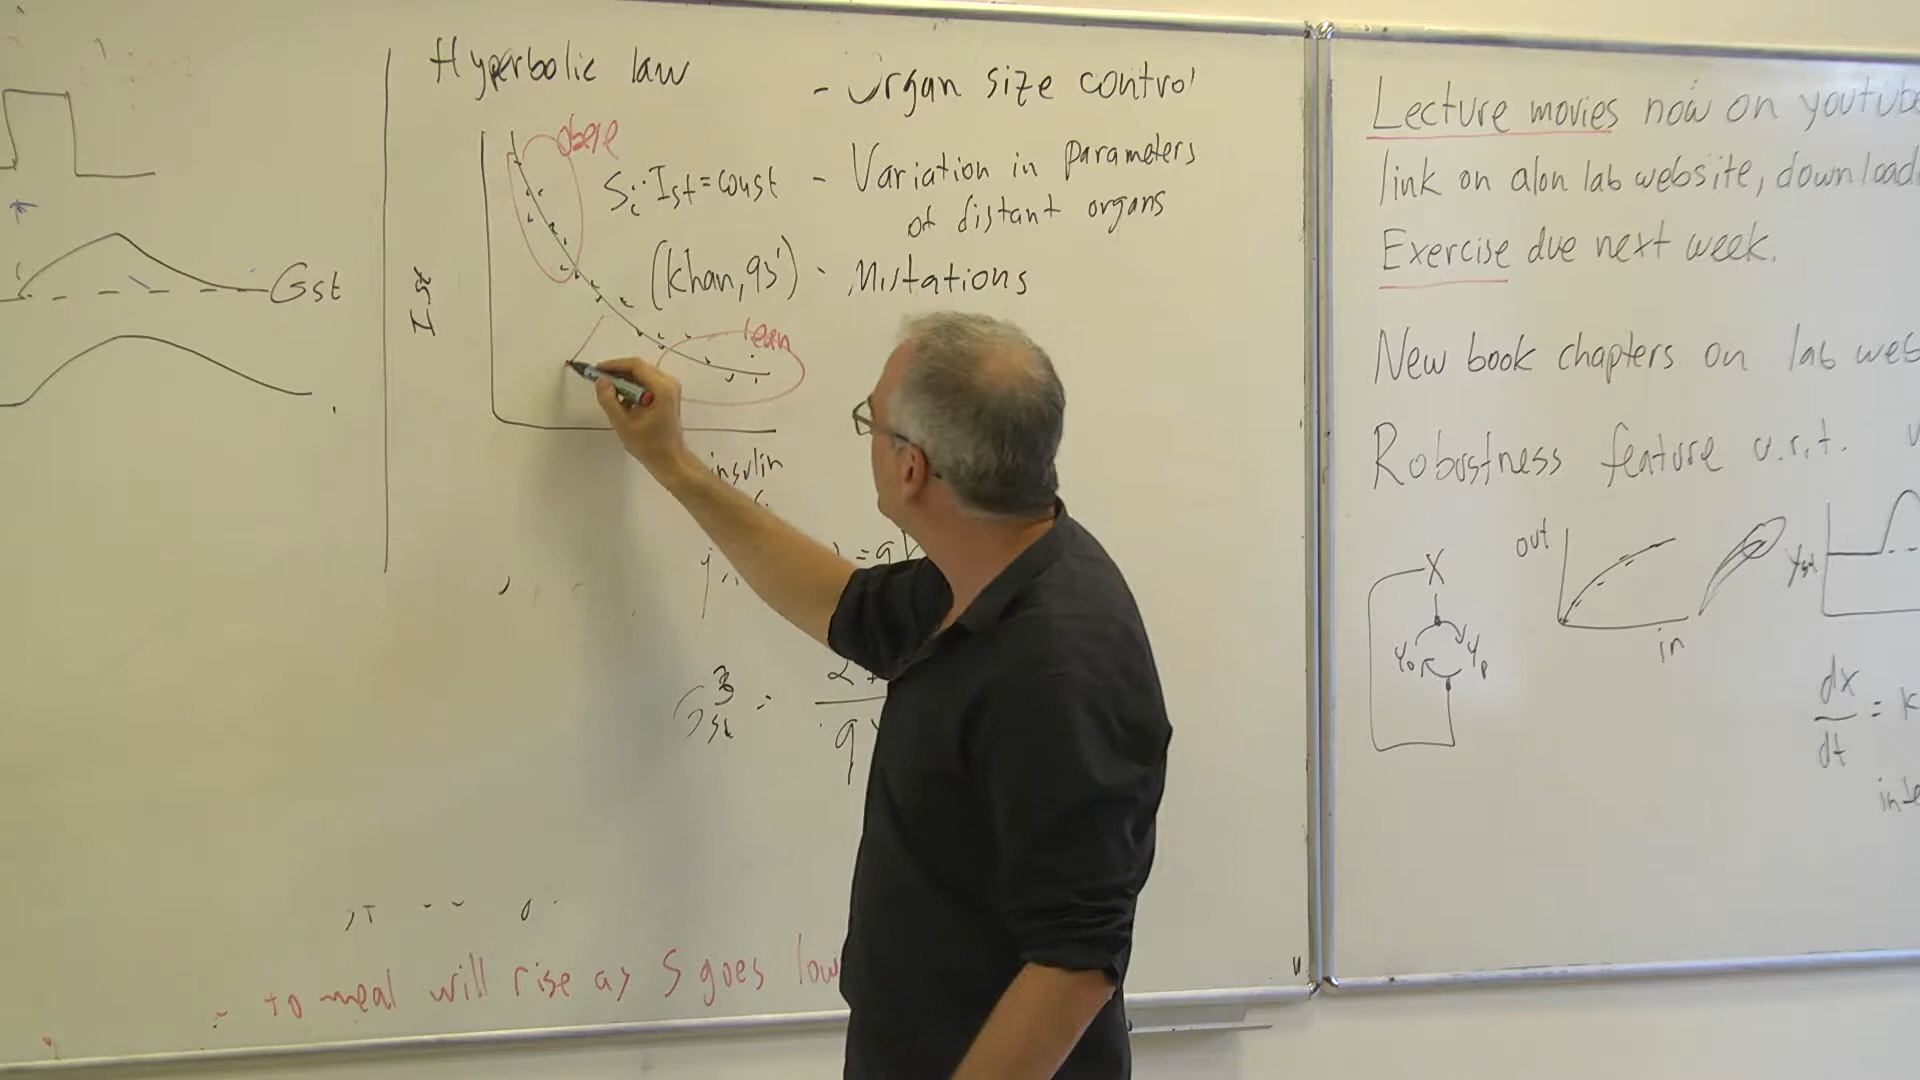 Hyperbolic law
obese
Si·Ist=const
(Khan, 93')
lean
Ist
insulin
Gst
- Organ size control
- Variation in parameters
of distant organs
- Mutations
to meal will rise as S goes low
Lecture movies now on youtube
link on alon lab website, download
Exercise due next week.
New book chapters on lab web
Robustness feature w.r.t.
X
Y0
Yp
out
in
Yst
dx
dt
= K